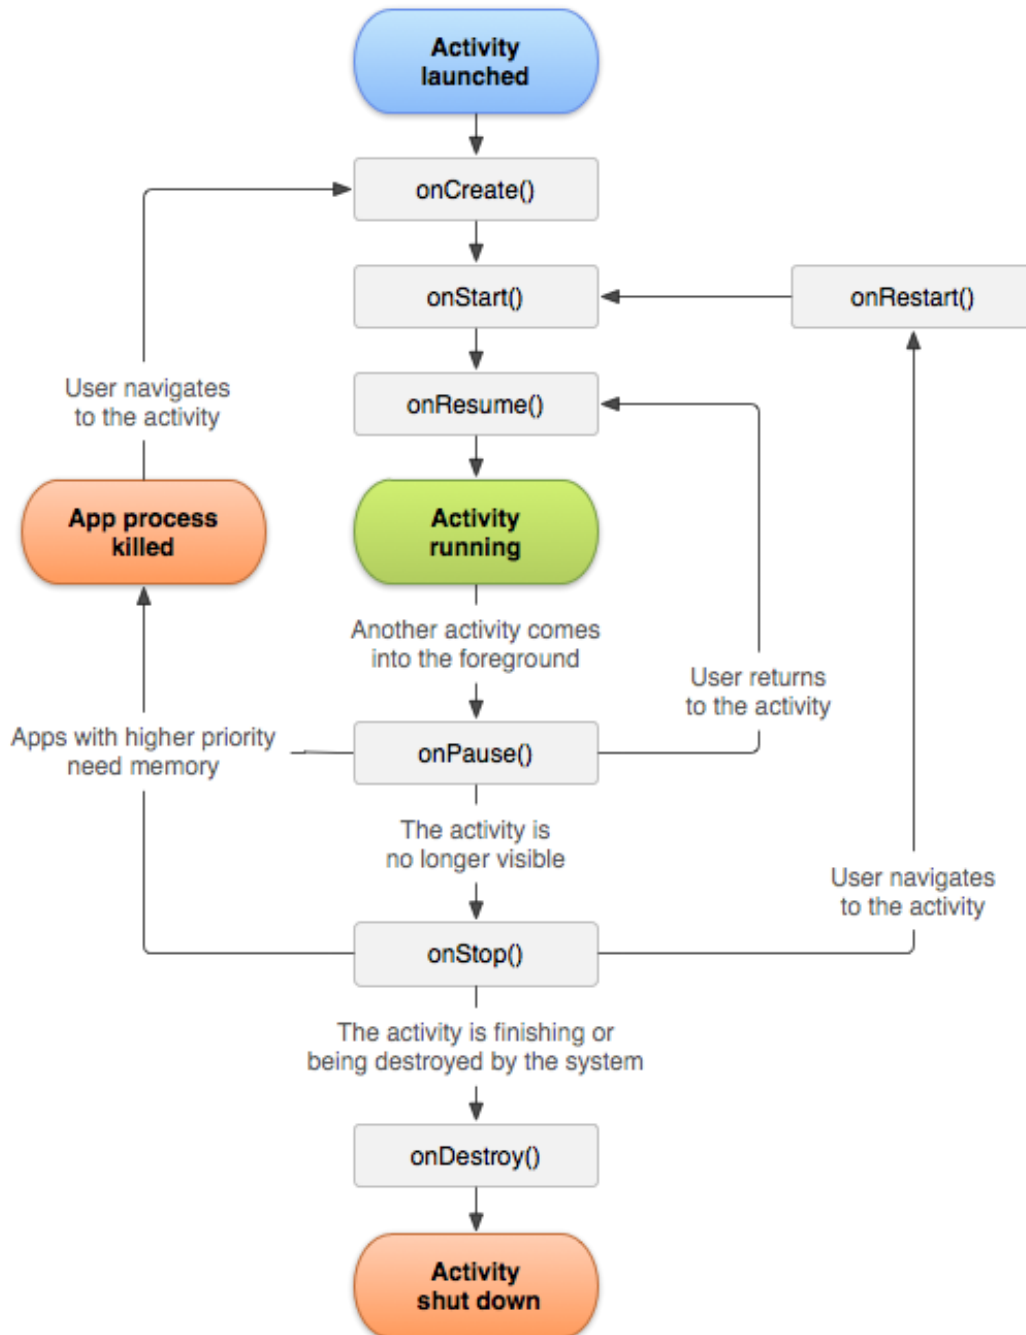 Activity
launched
onCreate()
onStart()
onRestart()
User navigates
to the activity
onResume()
App process
killed
Activity
running
Another activity comes
into the foreground
User returns
to the activity
Apps with higher priority
need memory
onPause()
The activity is
no longer visible
User navigates
to the activity
onStop()
The activity is finishing or
being destroyed by the system
onDestroy()
Activity
shut down